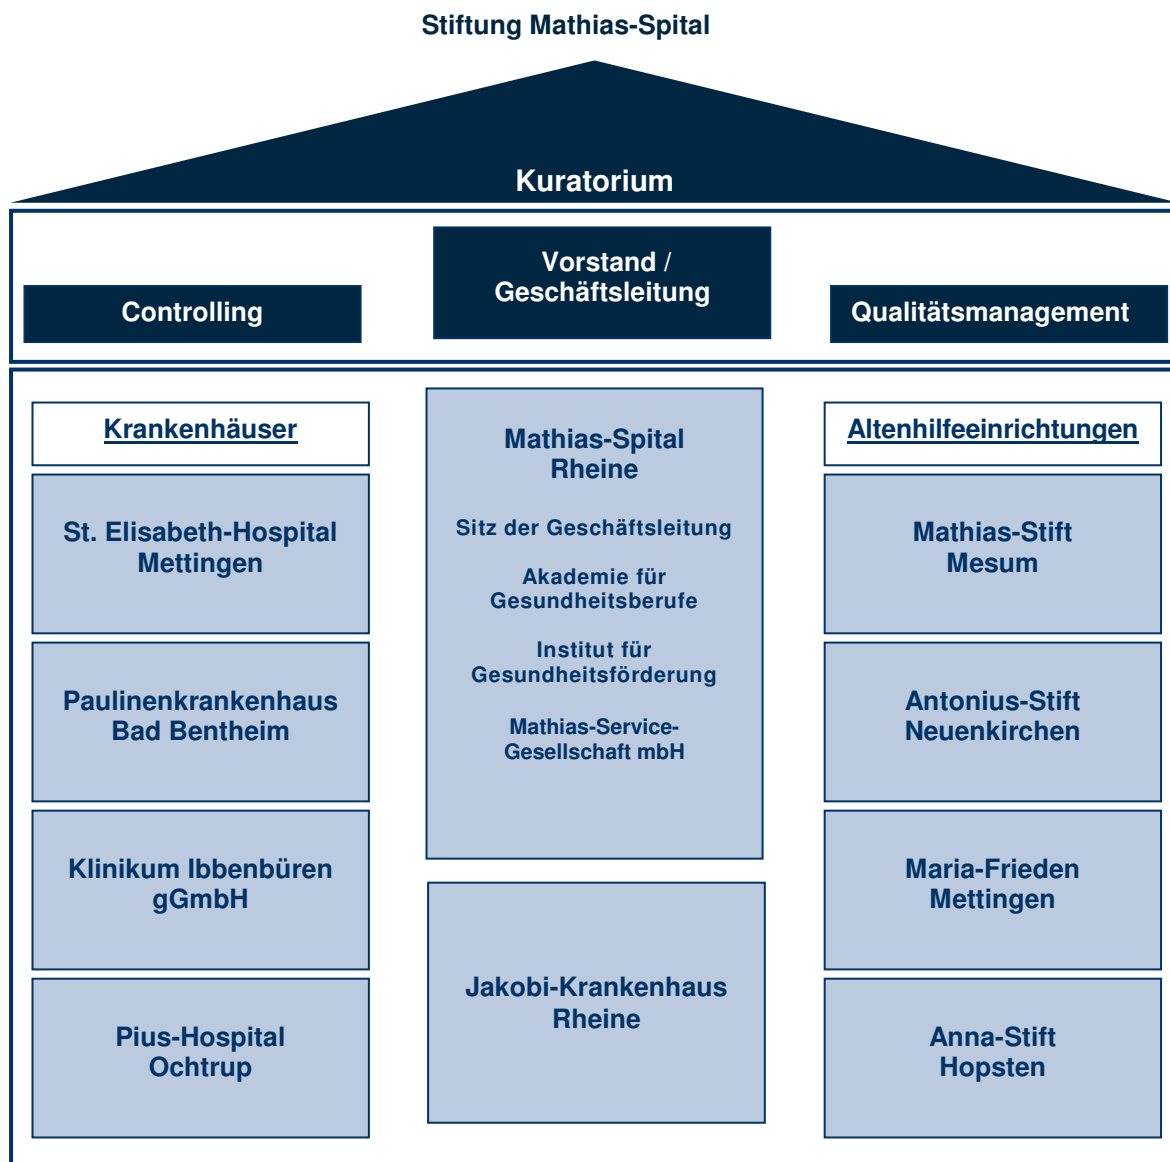 Stiftung Mathias-Spital
Kuratorium
Controlling
Vorstand /
Geschäftsleitung
Qualitätsmanagement
Krankenhäuser
St. Elisabeth-Hospital
Mettingen
Paulinenkrankenhaus
Bad Bentheim
Klinikum Ibbenbüren
gGmbH
Pius-Hospital
Ochtrup
Mathias-Spital
Rheine
Sitz der Geschäftsleitung
Akademie für
Gesundheitsberufe
Institut für
Gesundheitsförderung
Mathias-Service-
Gesellschaft mbH
Jakobi-Krankenhaus
Rheine
Altenhilfeeinrichtungen
Mathias-Stift
Mesum
Antonius-Stift
Neuenkirchen
Maria-Frieden
Mettingen
Anna-Stift
Hopsten